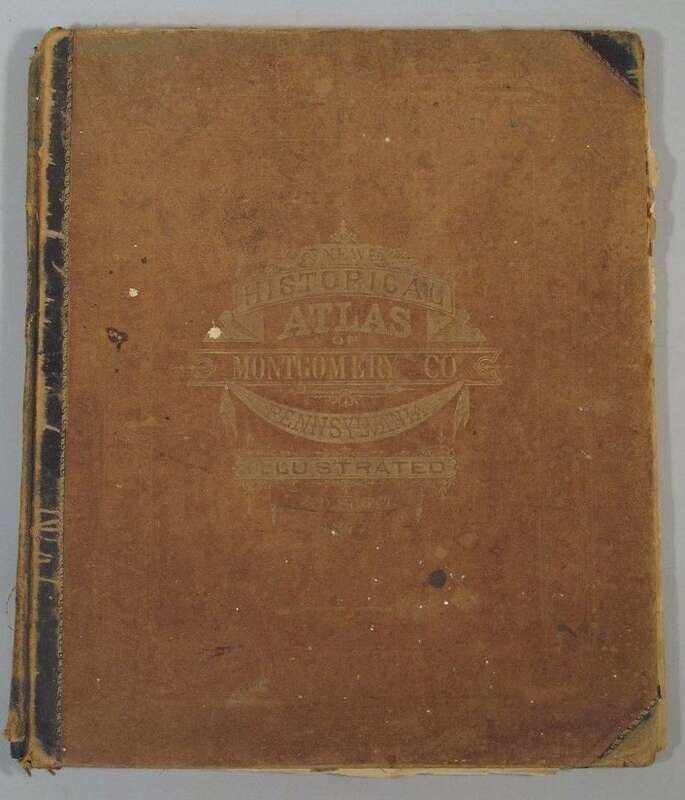 NEW
HISTORICAL
ATLAS
OF
MONTGOMERY CO
PENNSYLVANIA
ILLUSTRATED